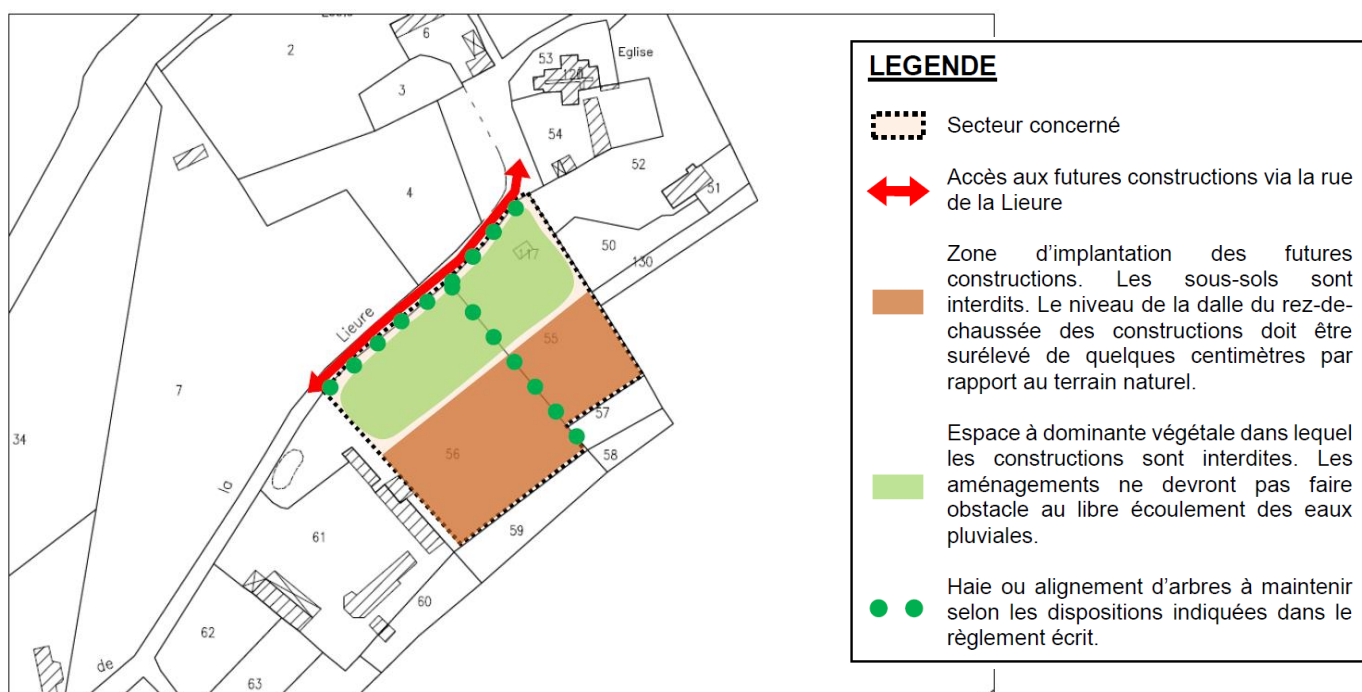 2
6
3
53
Eglise
54
52
51
4
50
130
117
Lieure
7
55
57
34
56
58
la
61
59
60
62
de
63
LEGENDE
Secteur concerné
Accès aux futures constructions via la rue
de la Lieure
Zone d’implantation des futures
constructions. Les sous-sols sont
interdits. Le niveau de la dalle du rez-de-
chaussée des constructions doit être
surélevé de quelques centimètres par
rapport au terrain naturel.
Espace à dominante végétale dans lequel
les constructions sont interdites. Les
aménagements ne devront pas faire
obstacle au libre écoulement des eaux
pluviales.
Haie ou alignement d’arbres à maintenir
selon les dispositions indiquées dans le
règlement écrit.